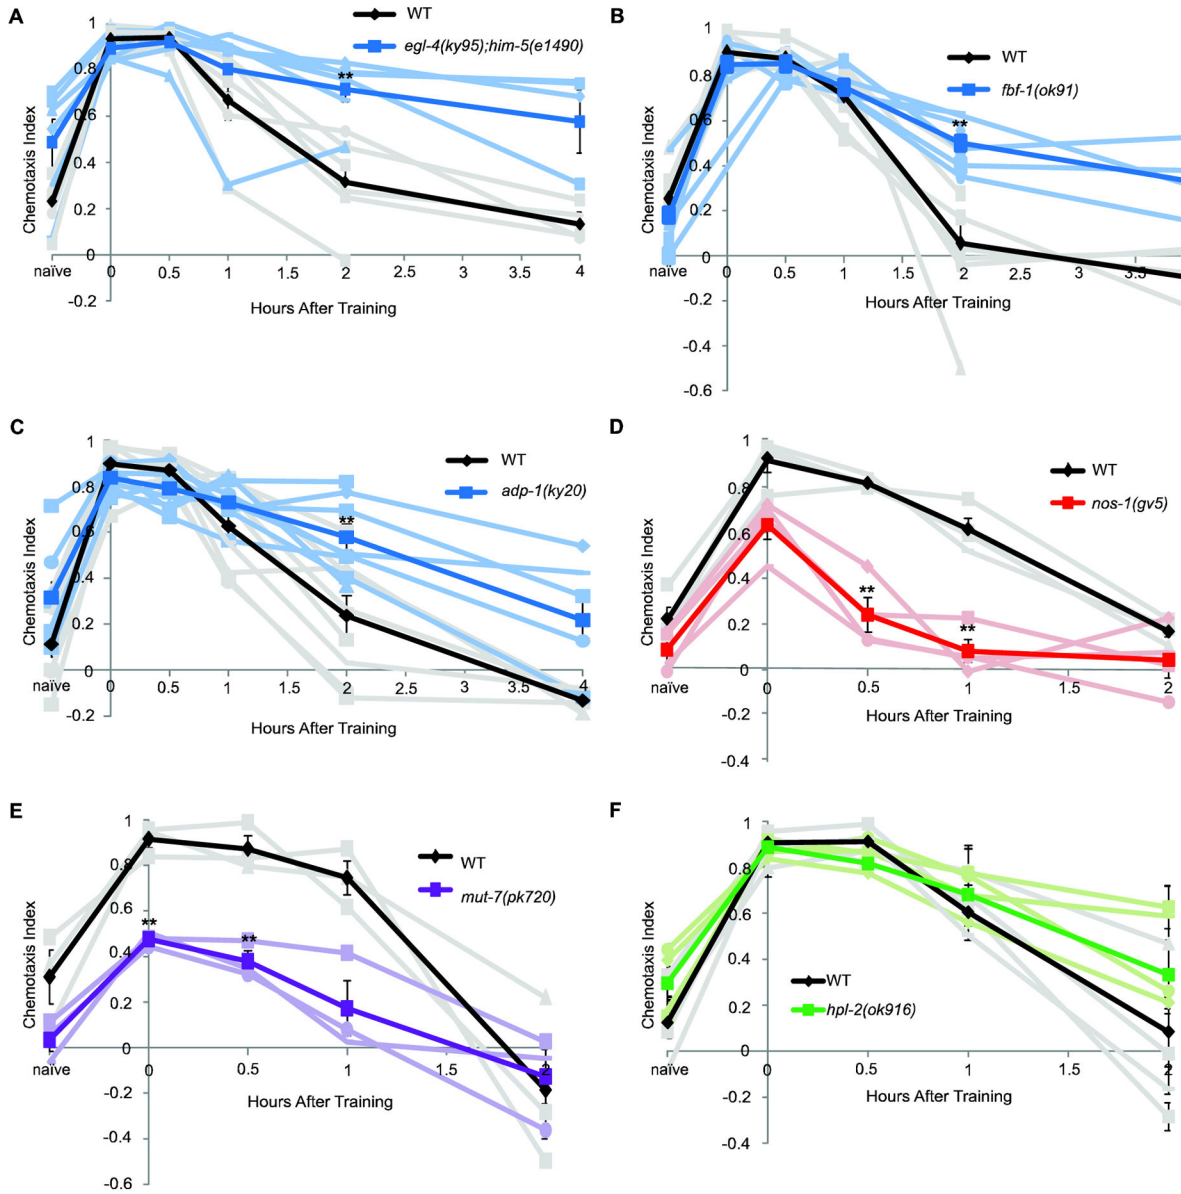 A
WT
egl-4(ky95);him-5(e1490)
Chemotaxis Index
1
0.8
0.6
0.4
0.2
0
-0.2
**
naïve
0
0.5
1
1.5
2
2.5
3
3.5
4
Hours After Training
B
WT
fbf-1(ok91)
Chemotaxis Index
1
0.8
0.6
0.4
0.2
0
-0.2
-0.4
-0.6
**
naïve
0
0.5
1
1.5
2
2.5
3
3.5
Hours After Training
C
WT
adp-1(ky20)
Chemotaxis Index
1
0.8
0.6
0.4
0.2
0
-0.2
**
naïve
0
0.5
1
1.5
2
2.5
3
3.5
4
Hours After Training
D
WT
nos-1(gv5)
Chemotaxis Index
1
0.8
0.6
0.4
0.2
0
-0.2
-0.4
**
**
naïve
0
0.5
1
1.5
2
Hours After Training
E
WT
mut-7(pk720)
Chemotaxis Index
1
0.8
0.6
0.4
0.2
0
-0.2
-0.4
-0.6
**
**
naïve
0
0.5
1
1.5
2
Hours After Training
F
WT
hpl-2(ok916)
Chemotaxis Index
1
0.8
0.6
0.4
0.2
0
-0.2
-0.4
naïve
0
0.5
1
1.5
2
Hours After Training